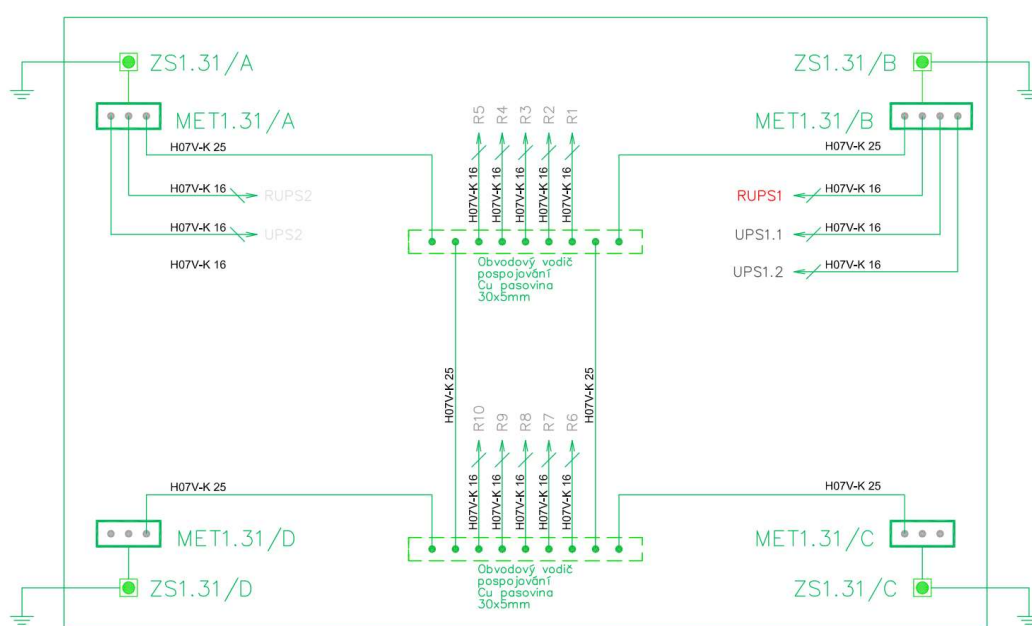 ZS1.31/A
ZS1.31/B
MET1.31/A
MET1.31/B
R5
R4
R3
R2
R1
H07V-K 25
H07V-K 25
H07V-K 16
H07V-K 16
H07V-K 16
H07V-K 16
H07V-K 16
H07V-K 16
RUPS2
RUPS1
H07V-K 16
H07V-K 16
UPS2
UPS1.1
H07V-K 16
H07V-K 16
UPS1.2
H07V-K 16
Obvodový vodič
pospojování
Cu pasovina
30x5mm
H07V-K 25
H07V-K 25
R10
R9
R8
R7
R6
H07V-K 16
H07V-K 16
H07V-K 16
H07V-K 16
H07V-K 16
H07V-K 25
H07V-K 25
MET1.31/D
MET1.31/C
Obvodový vodič
pospojování
Cu pasovina
30x5mm
ZS1.31/D
ZS1.31/C